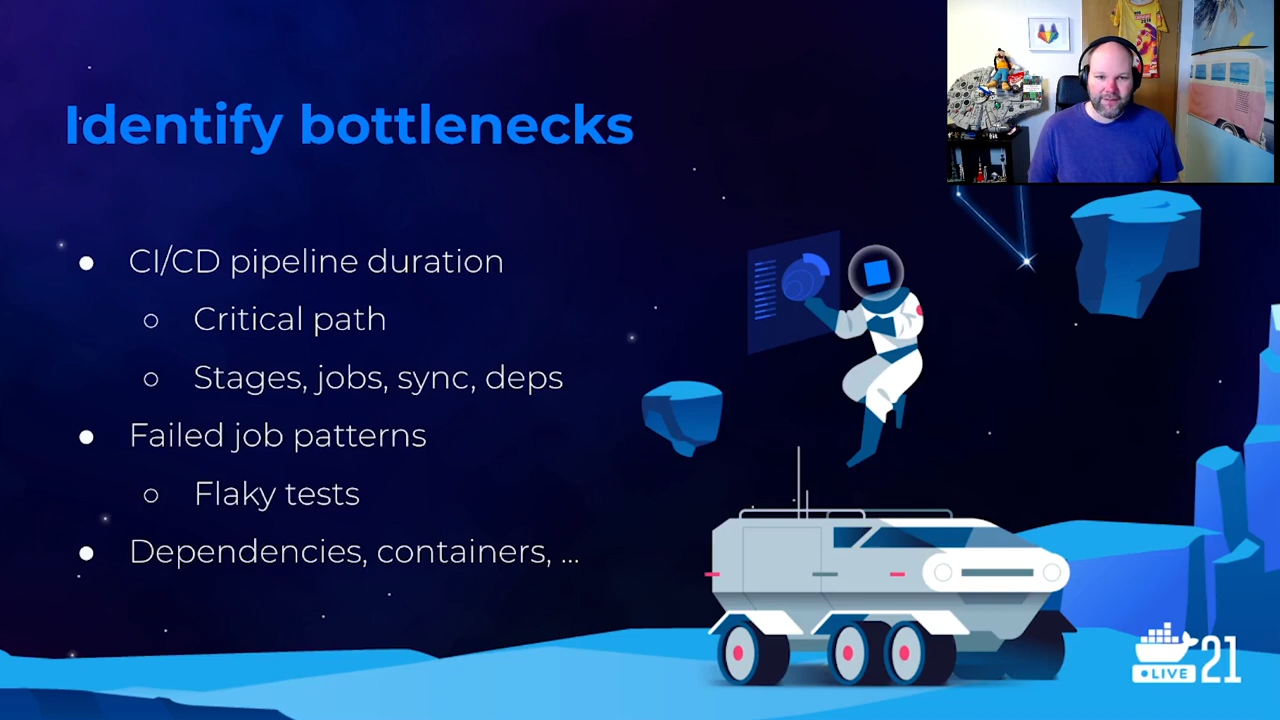 Identify bottlenecks
● CI/CD pipeline duration
○ Critical path
○ Stages, jobs, sync, deps
● Failed job patterns
○ Flaky tests
● Dependencies, containers, ...
LIVE 21